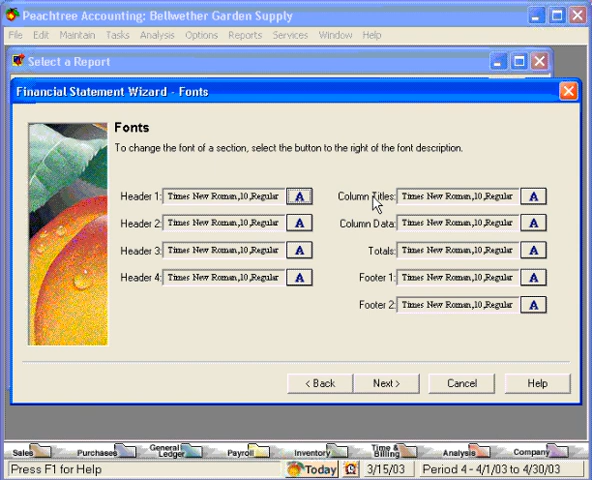 Peachtree Accounting: Bellwether Garden Supply
File Edit Maintain Tasks Analysis Options Reports Services Window Help
Select a Report
Financial Statement Wizard - Fonts
Fonts
To change the font of a section, select the button to the right of the font description.
Header 1: Times New Roman,10,Regular A
Column Titles: Times New Roman,10,Regular A
Header 2: Times New Roman,10,Regular A
Column Data: Times New Roman,10,Regular A
Header 3: Times New Roman,10,Regular A
Totals: Times New Roman,10,Regular A
Header 4: Times New Roman,10,Regular A
Footer 1: Times New Roman,10,Regular A
Footer 2: Times New Roman,10,Regular A
< Back Next > Cancel Help
Sales Purchases General Ledger Payroll Inventory Time & Billing Analysis Company
Press F1 for Help Today 3/15/03 Period 4 - 4/1/03 to 4/30/03